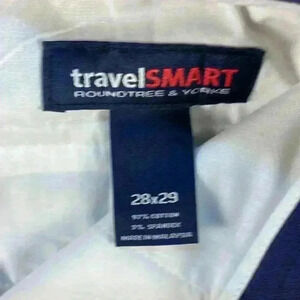 travelSMART
ROUNDTREE & YORKE
28x29
97% COTTON
3% SPANDEX
MADE IN MALAYSIA